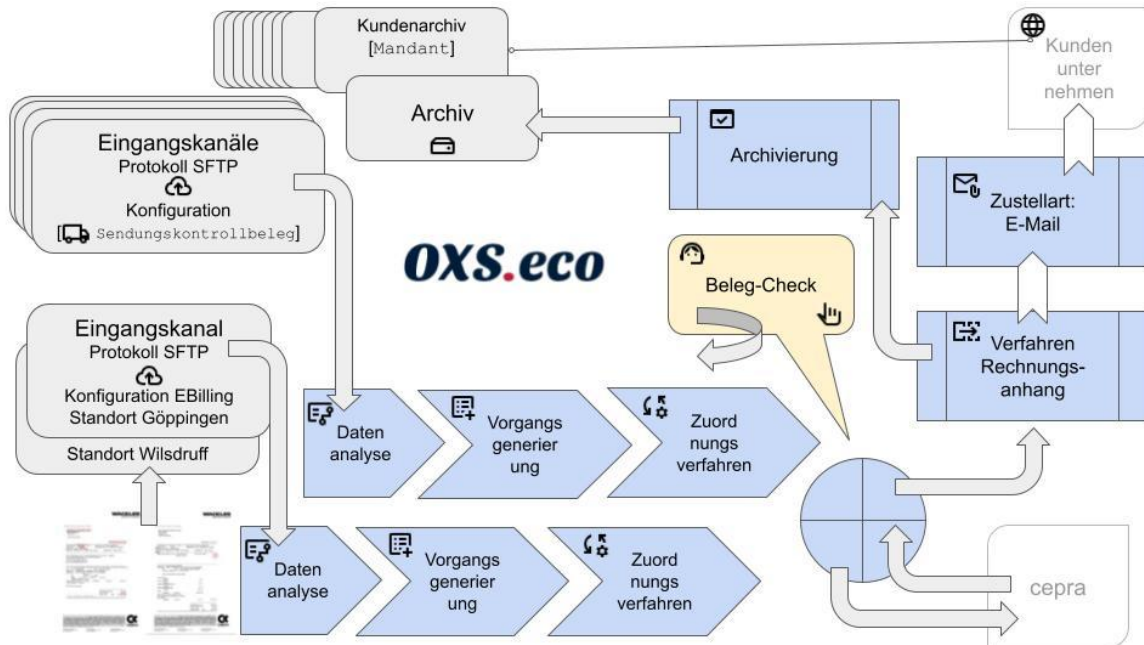 Kundenarchiv
[Mandant]
Kunden
unter
nehmen
Archiv
Archivierung
Eingangskanäle
Protokoll SFTP
Konfiguration
[Sendungskontrollbeleg]
Zustellart:
E-Mail
OXS.eco
Beleg-Check
Eingangskanal
Protokoll SFTP
Konfiguration EBilling
Standort Göppingen
Standort Wilsdruff
Verfahren
Rechnungs-
anhang
Daten
analyse
Vorgangs
generier
ung
Zuord
nungs
verfahren
Daten
analyse
Vorgangs
generier
ung
Zuord
nungs
verfahren
cepra